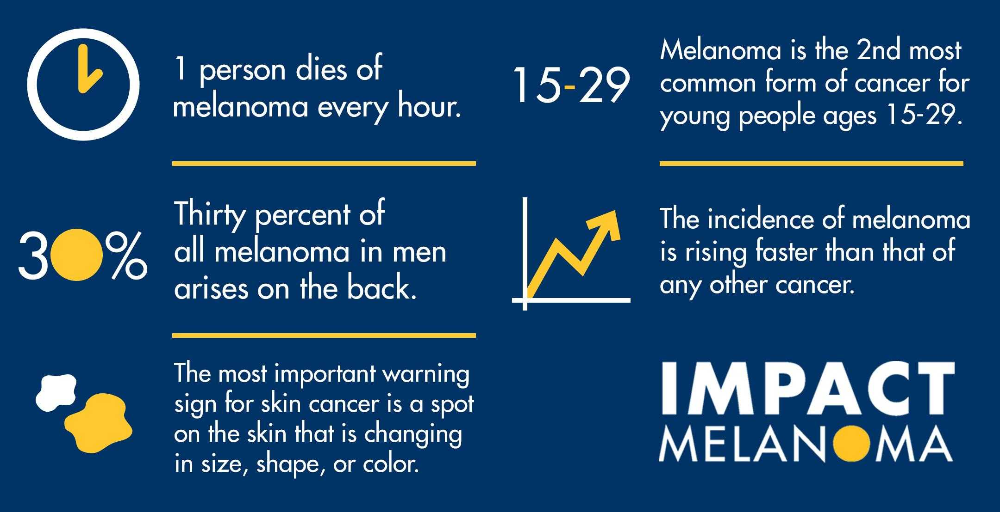 1 person dies of
melanoma every hour.
30%
Thirty percent of
all melanoma in men
arises on the back.
The most important warning
sign for skin cancer is a spot
on the skin that is changing
in size, shape, or color.
15-29
Melanoma is the 2nd most
common form of cancer for
young people ages 15-29.
The incidence of melanoma
is rising faster than that of
any other cancer.
IMPACT
MELANOMA